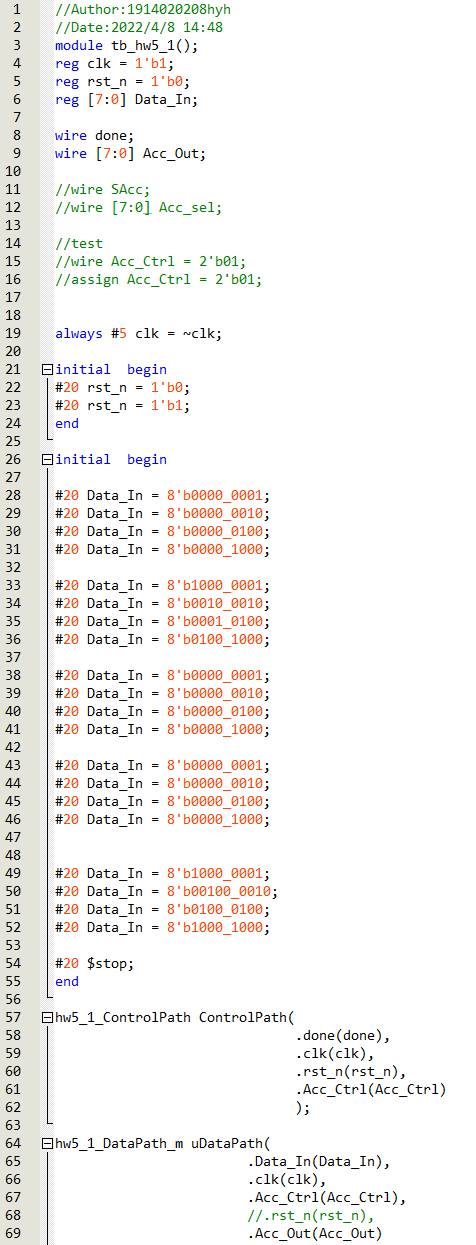 1 //Author:1914020208hyh
2 //Date:2022/4/8 14:48
3 module tb_hw5_1();
4 reg clk = 1'b1;
5 reg rst_n = 1'b0;
6 reg [7:0] Data_In;
7
8 wire done;
9 wire [7:0] Acc_Out;
10
11 //wire SAcc;
12 //wire [7:0] Acc_sel;
13
14 //test
15 //wire Acc_Ctrl = 2'b01;
16 //assign Acc_Ctrl = 2'b01;
17
18
19 always #5 clk = ~clk;
20
21 initial  begin
22 #20 rst_n = 1'b0;
23 #20 rst_n = 1'b1;
24 end
25
26 initial  begin
27
28 #20 Data_In = 8'b0000_0001;
29 #20 Data_In = 8'b0000_0010;
30 #20 Data_In = 8'b0000_0100;
31 #20 Data_In = 8'b0000_1000;
32
33 #20 Data_In = 8'b1000_0001;
34 #20 Data_In = 8'b0010_0010;
35 #20 Data_In = 8'b0001_0100;
36 #20 Data_In = 8'b0100_1000;
37
38 #20 Data_In = 8'b0000_0001;
39 #20 Data_In = 8'b0000_0010;
40 #20 Data_In = 8'b0000_0100;
41 #20 Data_In = 8'b0000_1000;
42
43 #20 Data_In = 8'b0000_0001;
44 #20 Data_In = 8'b0000_0010;
45 #20 Data_In = 8'b0000_0100;
46 #20 Data_In = 8'b0000_1000;
47
48
49 #20 Data_In = 8'b1000_0001;
50 #20 Data_In = 8'b00100_0010;
51 #20 Data_In = 8'b0100_0100;
52 #20 Data_In = 8'b1000_1000;
53
54 #20 $stop;
55 end
56
57 hw5_1_ControlPath ControlPath(
58 .done(done),
59 .clk(clk),
60 .rst_n(rst_n),
61 .Acc_Ctrl(Acc_Ctrl)
62 );
63
64 hw5_1_DataPath_m uDataPath(
65 .Data_In(Data_In),
66 .clk(clk),
67 .Acc_Ctrl(Acc_Ctrl),
68 //.rst_n(rst_n),
69 .Acc_Out(Acc_Out)